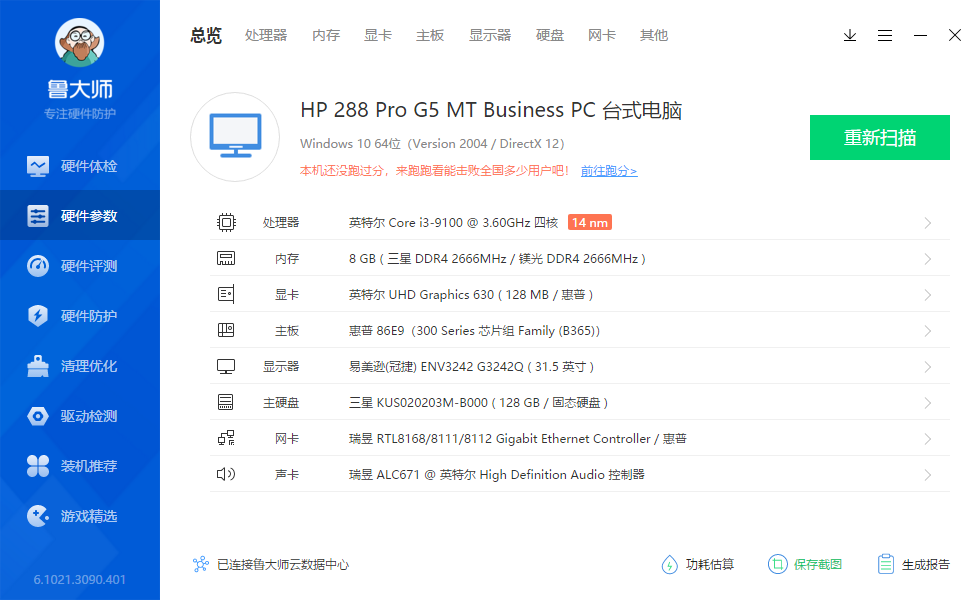 鲁大师
专注硬件防护
硬件体检
硬件参数
硬件评测
硬件防护
清理优化
驱动检测
装机推荐
游戏精选
6.1021.3090.401
总览 处理器 内存 显卡 主板 显示器 硬盘 网卡 其他
HP 288 Pro G5 MT Business PC 台式电脑
Windows 10 64位（Version 2004 / DirectX 12）
本机还没跑过分，来跑跑看能击败全国多少用户吧！ 前往跑分>
重新扫描
处理器 英特尔 Core i3-9100 @ 3.60GHz 四核 14 nm
内存 8 GB ( 三星 DDR4 2666MHz / 镁光 DDR4 2666MHz )
显卡 英特尔 UHD Graphics 630 ( 128 MB / 惠普 )
主板 惠普 86E9（300 Series 芯片组 Family (B365)）
显示器 易美逊(冠捷) ENV3242 G3242Q ( 31.5 英寸 )
主硬盘 三星 KUS020203M-B000 ( 128 GB / 固态硬盘 )
网卡 瑞昱 RTL8168/8111/8112 Gigabit Ethernet Controller / 惠普
声卡 瑞昱 ALC671 @ 英特尔 High Definition Audio 控制器
已连接鲁大师云数据中心 功耗估算 保存截图 生成报告